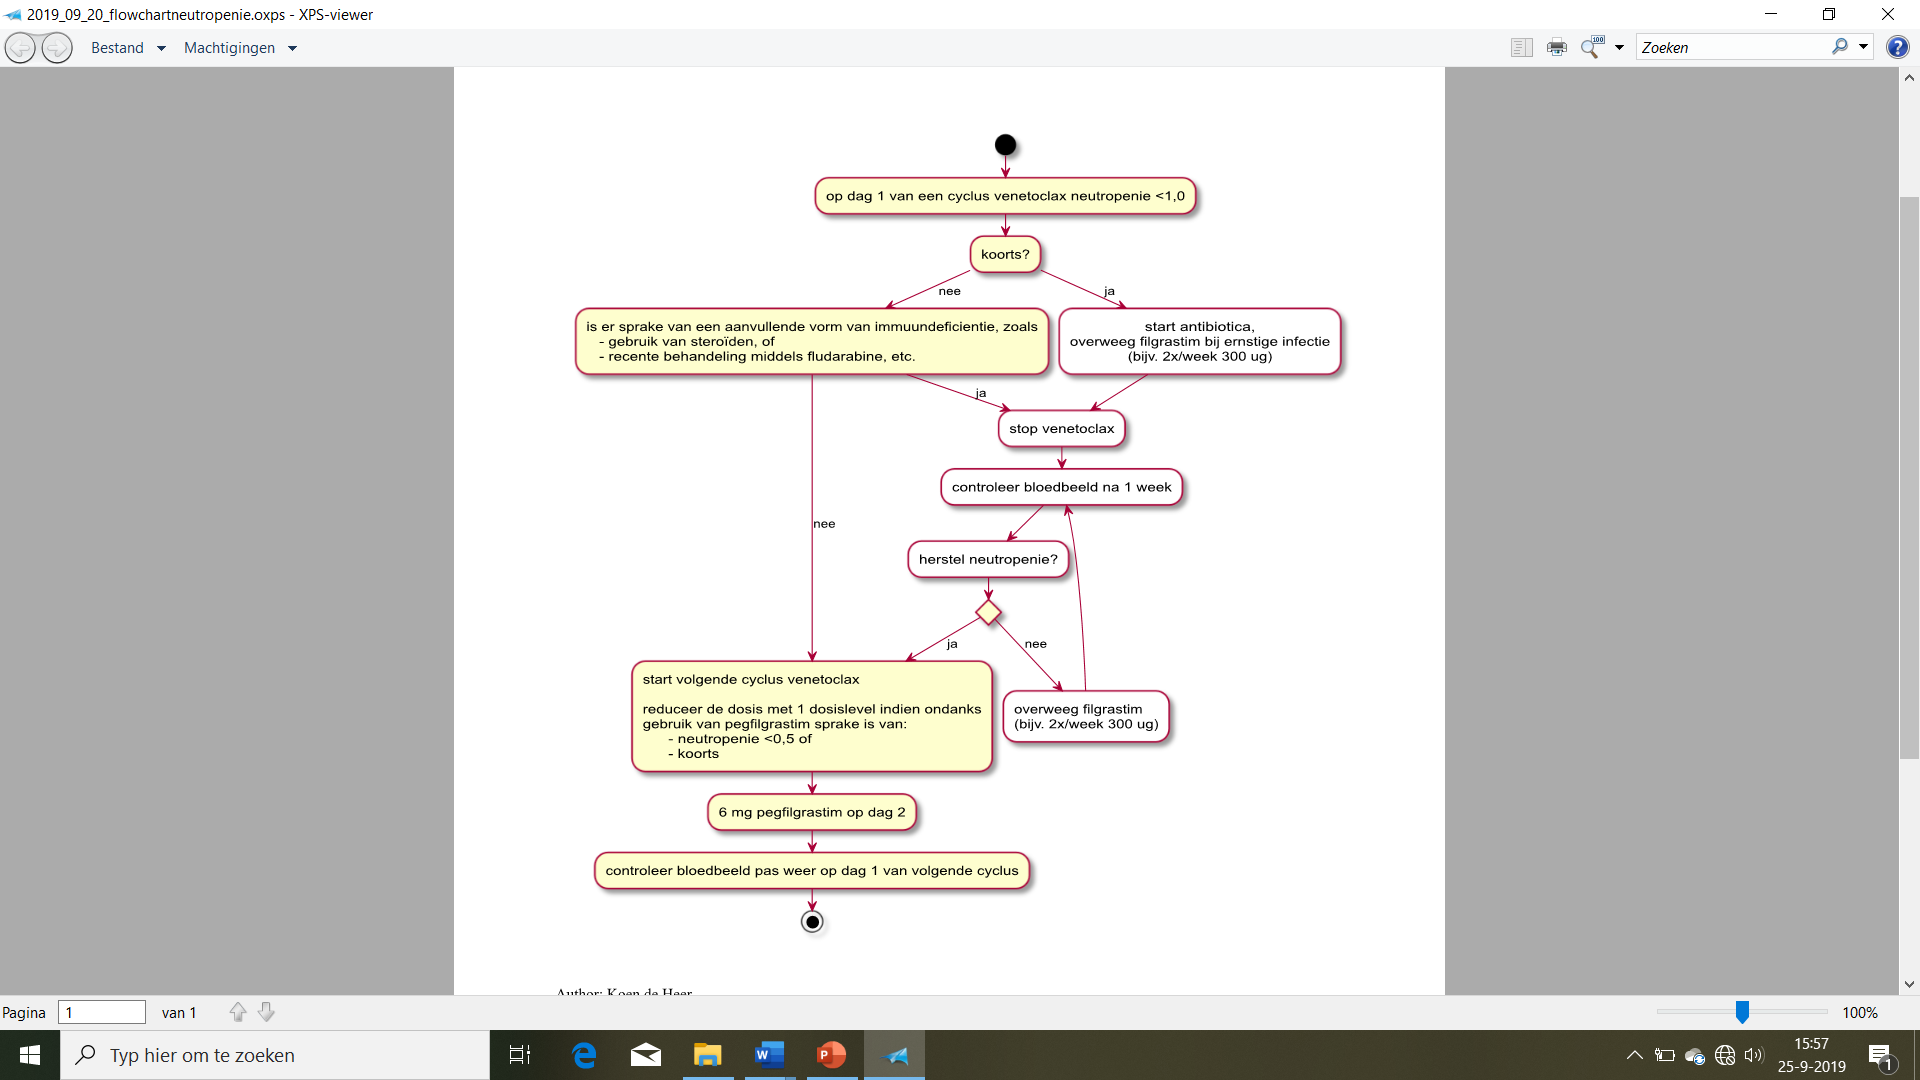 2019_09_20_flowchartneutropenie.oxps - XPS-viewer
Bestand
Machtigingen
100
Zoeken
?
op dag 1 van een cyclus venetoclax neutropenie <1,0
koorts?
nee
ja
is er sprake van een aanvullende vorm van immuundeficientie, zoals
- gebruik van steroïden, of
- recente behandeling middels fludarabine, etc.
start antibiotica,
overweeg filgrastim bij ernstige infectie
(bijv. 2x/week 300 ug)
ja
stop venetoclax
controleer bloedbeeld na 1 week
nee
herstel neutropenie?
ja
nee
start volgende cyclus venetoclax
reduceer de dosis met 1 dosislevel indien ondanks
gebruik van pegfilgrastim sprake is van:
- neutropenie <0,5 of
- koorts
overweeg filgrastim
(bijv. 2x/week 300 ug)
6 mg pegfilgrastim op dag 2
controleer bloedbeeld pas weer op dag 1 van volgende cyclus
Author: Koen de Heer
Pagina 1 van 1
100%
Typ hier om te zoeken
W
P
15:57
25-9-2019
1